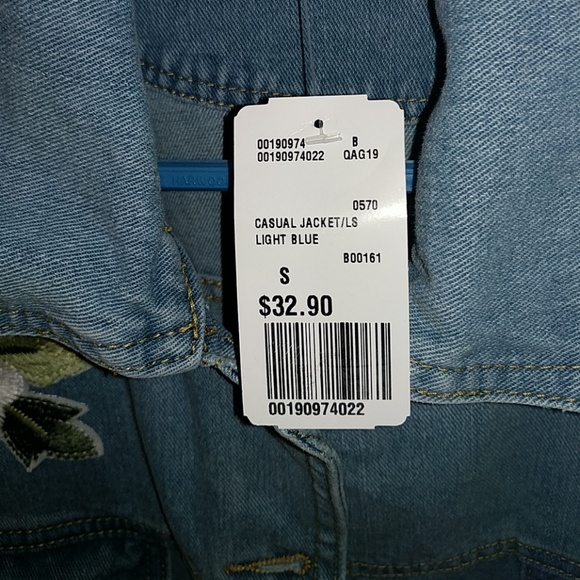 00190974 B
00190974022 QAG19
0570
CASUAL JACKET/LS
LIGHT BLUE
B00161
S
$32.90
00190974022